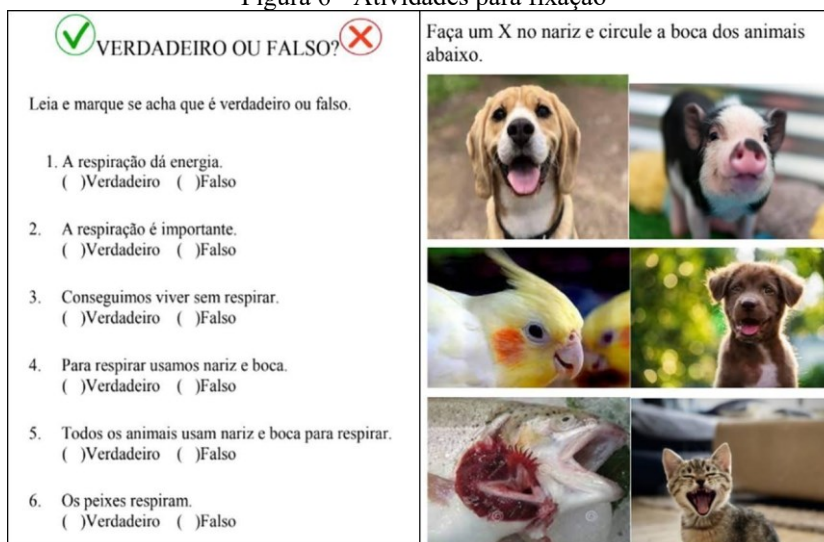 Figura 6 - Atividades para fixação
VERDADEIRO OU FALSO?
Leia e marque se acha que é verdadeiro ou falso.
1. A respiração dá energia.
( )Verdadeiro ( )Falso
2. A respiração é importante.
( )Verdadeiro ( )Falso
3. Conseguimos viver sem respirar.
( )Verdadeiro ( )Falso
4. Para respirar usamos nariz e boca.
( )Verdadeiro ( )Falso
5. Todos os animais usam nariz e boca para respirar.
( )Verdadeiro ( )Falso
6. Os peixes respiram.
( )Verdadeiro ( )Falso
Faça um X no nariz e circule a boca dos animais
abaixo.